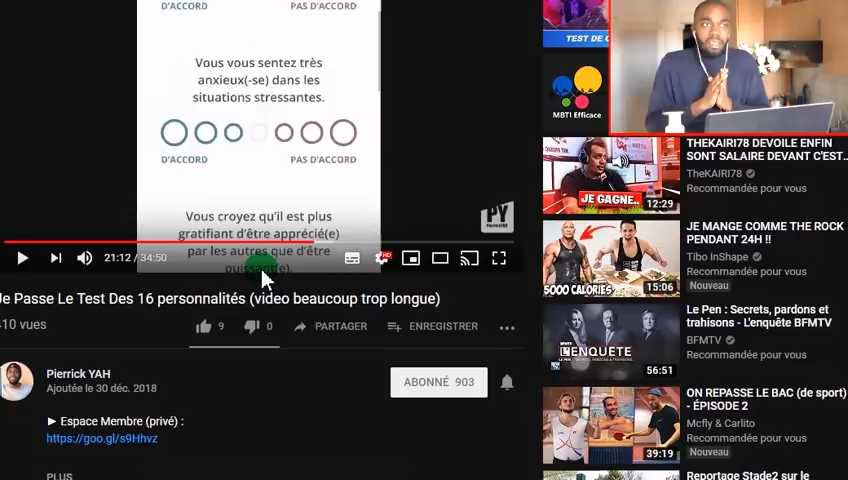 D'ACCORD
PAS D'ACCORD
Vous vous sentez très
anxieux(-se) dans les
situations stressantes.
D'ACCORD
PAS D'ACCORD
Vous croyez qu'il est plus
gratifiant d'être apprécié(e)
par les autres que d'être
puissant(e).
PY
HD
21:12 / 34:50
Je Passe Le Test Des 16 personnalités (video beaucoup trop longue)
410 vues
9
0
PARTAGER
ENREGISTRER
Pierrick YAH
Ajoutée le 30 déc. 2018
ABONNÉ 903
► Espace Membre (privé) :
https://goo.gl/s9Hhvz
PLUS
TEST DE
MBTI Efficace
JE GAGNE..
12:29
THEKAIRI78 DEVOILE ENFIN
SON SALAIRE DEVANT C'EST…
TheKAIRI78
Recommandée pour vous
5000 CALORIES
15:06
JE MANGE COMME THE ROCK
PENDANT 24H !!
Tibo InShape
Recommandée pour vous
Nouveau
L'ENQUÊTE
56:51
Le Pen : Secrets, pardons et
trahisons - L'enquête BFMTV
BFMTV
Recommandée pour vous
39:19
ON REPASSE LE BAC (de sport)
- ÉPISODE 2
Mcfly & Carlito
Recommandée pour vous
Nouveau
Reportage Stade2 sur le